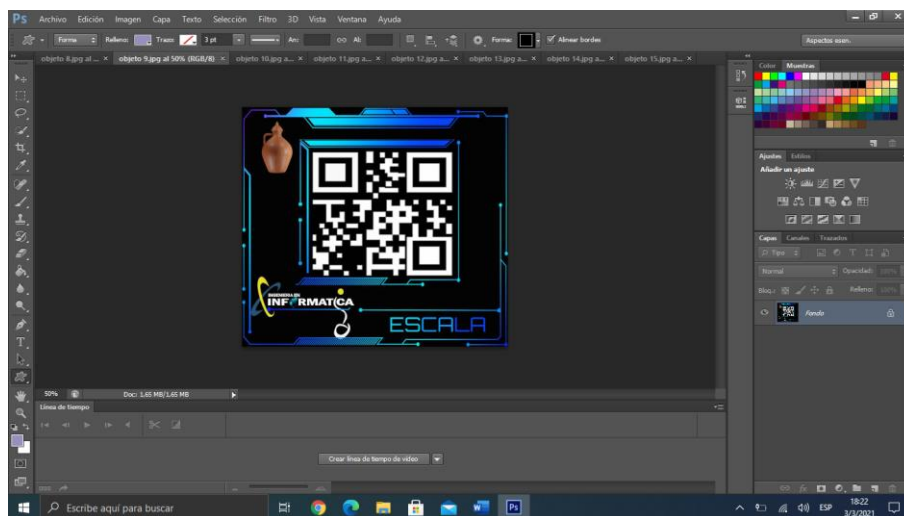 Ps Archivo Edición Imagen Capa Texto Selección Filtro 3D Vista Ventana Ayuda
Forma Relleno: Trazo: 3 pt An: Al: Forma: Alinear bordes Aspectos esen.
objeto 8.jpg al ... × objeto 9.jpg al 50% (RGB/8) × objeto 10.jpg a... × objeto 11.jpg a... × objeto 12.jpg a... × objeto 13.jpg a... × objeto 14.jpg a... × objeto 15.jpg a... ×
Color Muestras
Ajustes Estilos
Añadir un ajuste
Capas Canales Trazados
Tipo
Normal Opacidad: 100%
Bloq.: Relleno: 100%
Fondo
INGENIERIA EN
INFORMATICA
ESCALA
50% Doc: 1,65 MB/1,65 MB
Línea de tiempo
Crear línea de tiempo de vídeo
Escribe aquí para buscar
ESP
18:22
3/3/2021